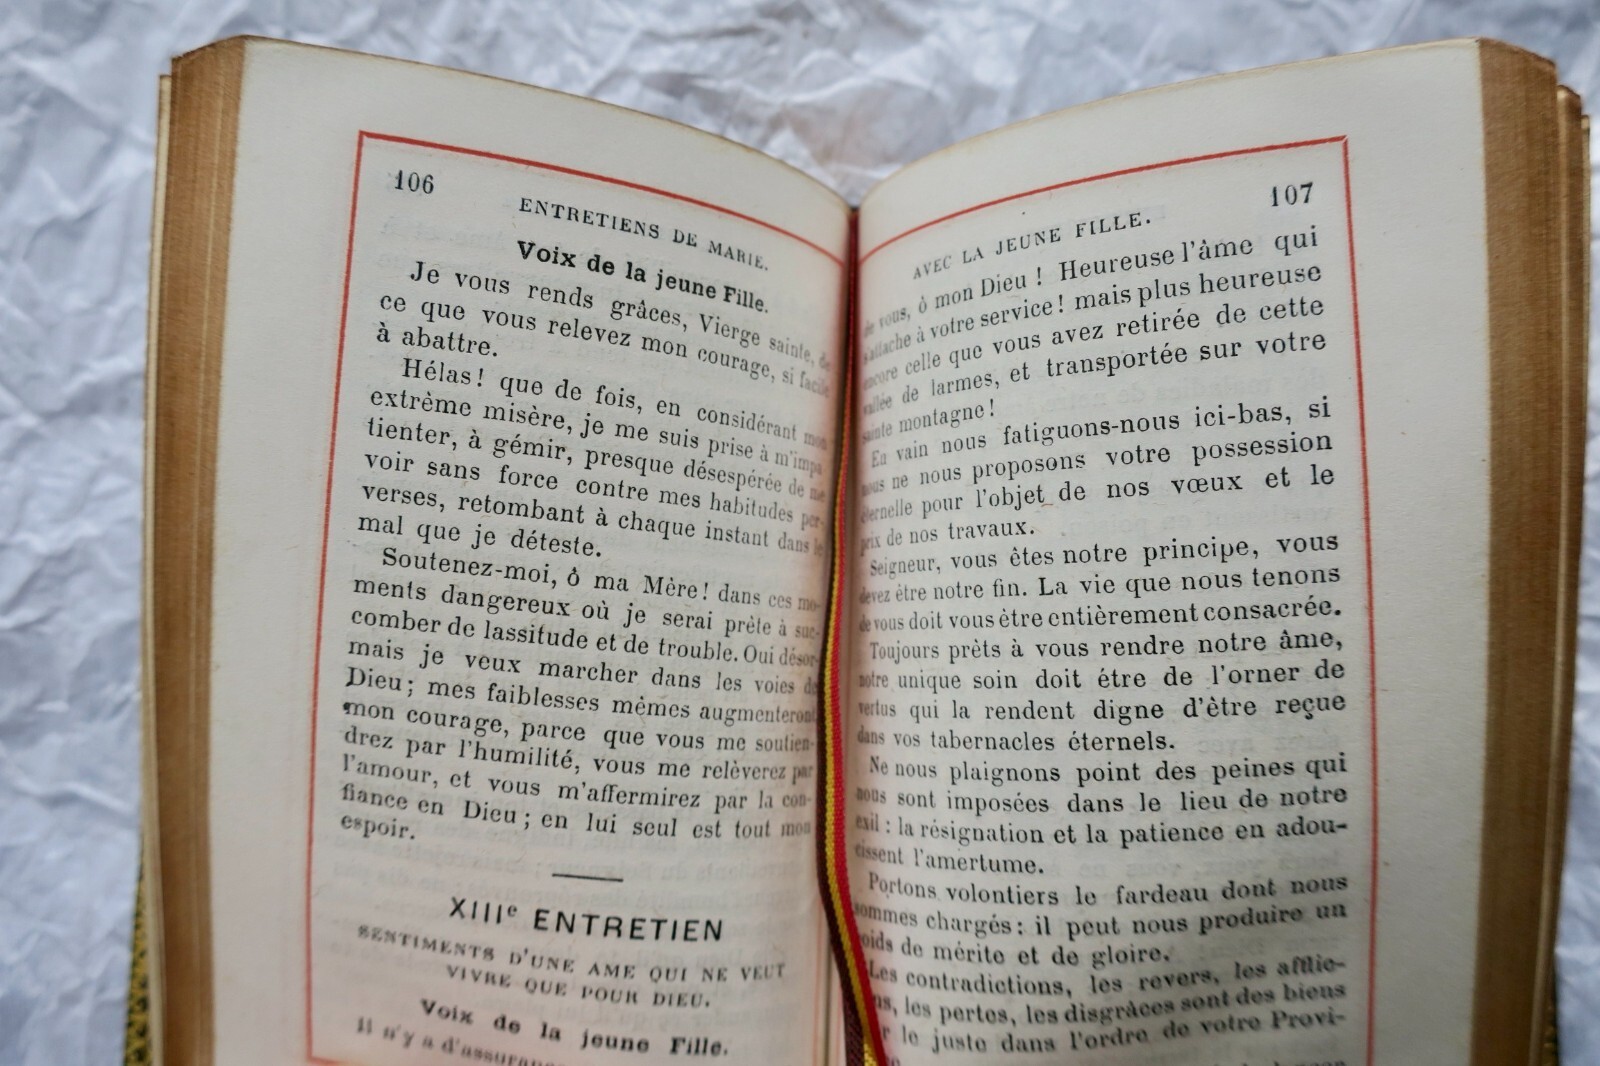 106
ENTRETIENS DE MARIE.
Voix de la jeune Fille.
Je vous rends grâces, Vierge sainte, de
ce que vous relevez mon courage, si facile
à abattre.
Hélas! que de fois, en considérant mon
extrème misère, je me suis prise à m'impa-
tienter, à gémir, presque désespérée de me
voir sans force contre mes habitudes per-
verses, retombant à chaque instant dans le
mal que je déteste.
Soutenez-moi, ô ma Mère! dans ces mo-
ments dangereux où je serai prête à suc-
comber de lassitude et de trouble. Oui désor-
mais je veux marcher dans les voies de
Dieu; mes faiblesses mêmes augmenteront
mon courage, parce que vous me soutien-
drez par l'humilité, vous me relèverez par
l'amour, et vous m'affermirez par la con-
fiance en Dieu; en lui seul est tout mon
espoir.
XIIIe ENTRETIEN
SENTIMENTS D'UNE AME QUI NE VEUT
VIVRE QUE POUR DIEU.
Voix de la jeune Fille.
Il n'y a d'assuranc
AVEC LA JEUNE FILLE.
107
de vous, ô mon Dieu! Heureuse l'âme qui
s'attache à votre service! mais plus heureuse
encore celle que vous avez retirée de cette
vallée de larmes, et transportée sur votre
sainte montagne!
En vain nous fatiguons-nous ici-bas, si
nous ne nous proposons votre possession
éternelle pour l'objet de nos vœux et le
prix de nos travaux.
Seigneur, vous êtes notre principe, vous
devez être notre fin. La vie que nous tenons
de vous doit vous être entièrement consacrée.
Toujours prèts à vous rendre notre âme,
notre unique soin doit étre de l'orner de
vertus qui la rendent digne d'ètre reçue
dans vos tabernacles éternels.
Ne nous plaignons point des peines qui
nous sont imposées dans le lieu de notre
exil: la résignation et la patience en adou-
cissent l'amertume.
Portons volontiers le fardeau dont nous
sommes chargés: il peut nous produire un
poids de mérite et de gloire.
Les contradictions, les revers, les afflic-
ns, les pertes, les disgrâces sont des biens
r le juste dans l'ordre de votre Provi-